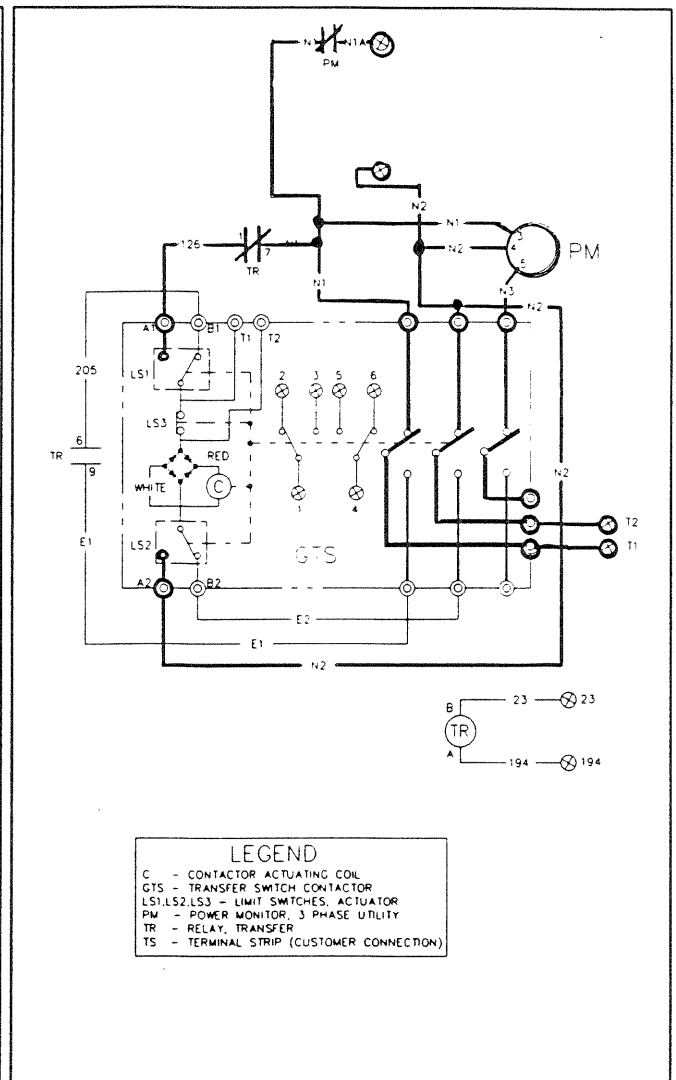 N1 N1A
PM
N2
126 1 7 N1 TR
N1 3
N2 4 PM
5
N1 N3 N2
A1 B1 T1 T2
205 LS1 2 3 5 6
LS3
6 TR 9
RED
WHITE C
1 4
N2
E1 LS2 GTS
T2
T1
A2 B2
E2
E1
N2
B 23 23
TR
A 194 194
LEGEND
C - CONTACTOR ACTUATING COIL
GTS - TRANSFER SWITCH CONTACTOR
LS1,LS2,LS3 - LIMIT SWITCHES, ACTUATOR
PM - POWER MONITOR, 3 PHASE UTILITY
TR - RELAY, TRANSFER
TS - TERMINAL STRIP (CUSTOMER CONNECTION)